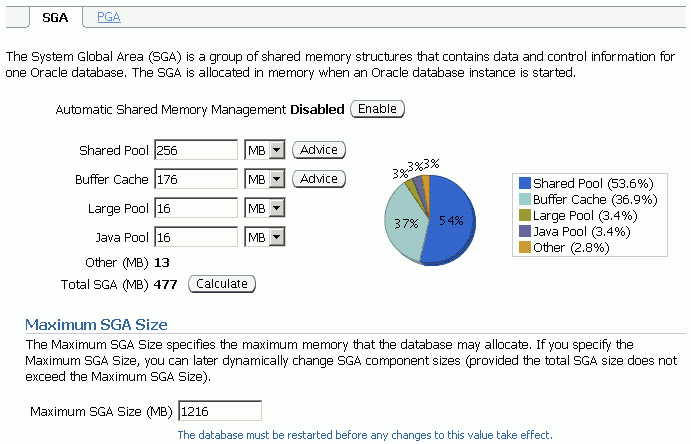 SGA PGA
The System Global Area (SGA) is a group of shared memory structures that contains data and control information for
one Oracle database. The SGA is allocated in memory when an Oracle database instance is started.
Automatic Shared Memory Management Disabled Enable
Shared Pool 256 MB Advice
Buffer Cache 176 MB Advice
Large Pool 16 MB
Java Pool 16 MB
Other (MB) 13
Total SGA (MB) 477 Calculate
3% 3% 3%
54%
37%
Shared Pool (53.6%)
Buffer Cache (36.9%)
Large Pool (3.4%)
Java Pool (3.4%)
Other (2.8%)
Maximum SGA Size
The Maximum SGA Size specifies the maximum memory that the database may allocate. If you specify the
Maximum SGA Size, you can later dynamically change SGA component sizes (provided the total SGA size does not
exceed the Maximum SGA Size).
Maximum SGA Size (MB) 1216
The database must be restarted before any changes to this value take effect.